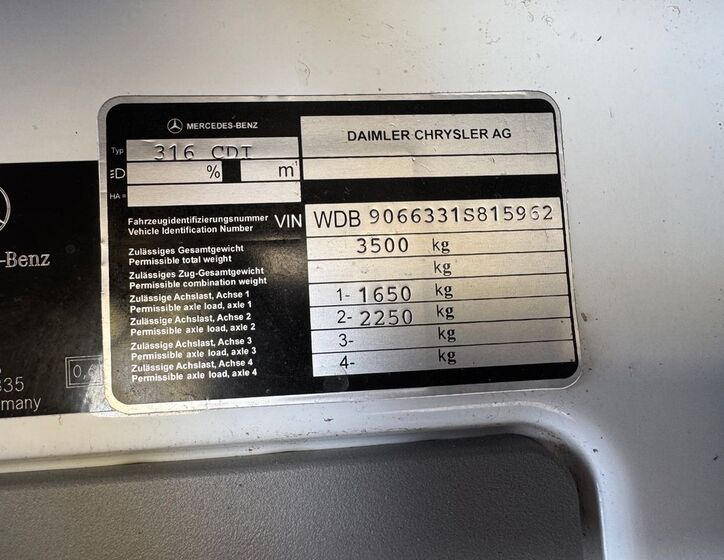 MERCEDES-BENZ
DAIMLER CHRYSLER AG
Typ 316 CDT
% m¹
HA =
Fahrzeugidentifizierungsnummer
Vehicle Identification Number
VIN WDB 9066331S815962
Zulässiges Gesamtgewicht
Permissible total weight
3500 kg
Zulässiges Zug-Gesamtgewicht
Permissible combination weight
kg
Zulässige Achslast, Achse 1
Permissible axle load, axle 1
1- 1650 kg
Zulässige Achslast, Achse 2
Permissible axle load, axle 2
2- 2250 kg
Zulässige Achslast, Achse 3
Permissible axle load, axle 3
3- kg
Zulässige Achslast, Achse 4
Permissible axle load, axle 4
4- kg
-Benz
0,6
335
many